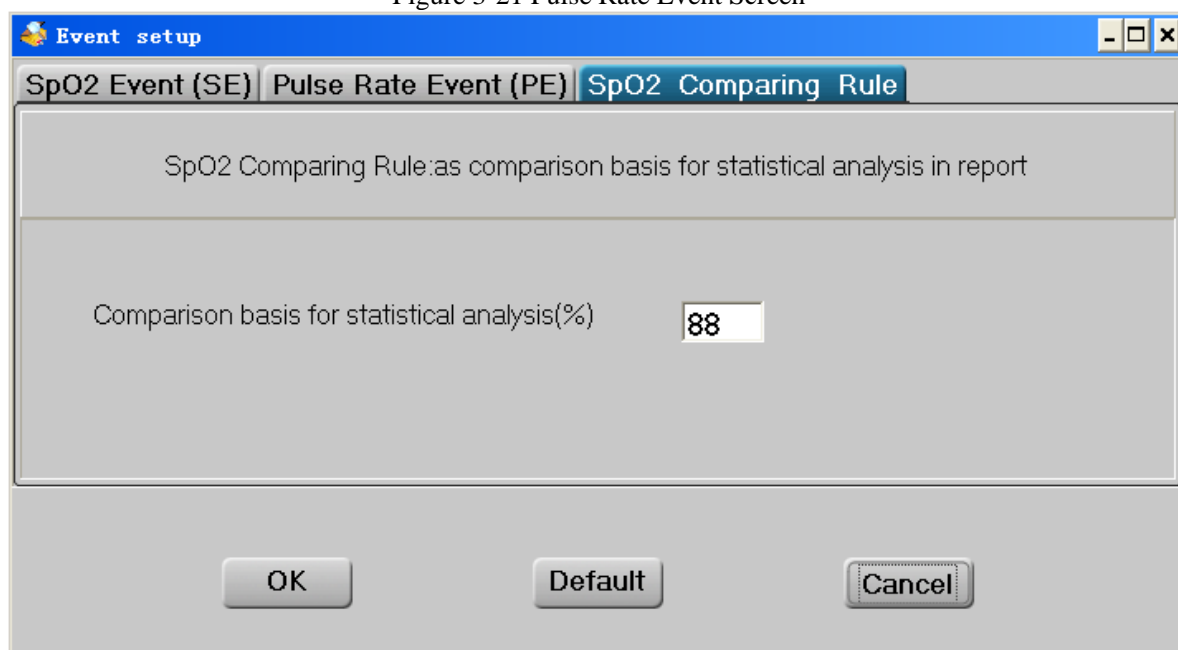 Figure 3-21 Pulse Rate Event Screen
Event setup
SpO2 Event (SE) Pulse Rate Event (PE) SpO2 Comparing Rule
SpO2 Comparing Rule:as comparison basis for statistical analysis in report
Comparison basis for statistical analysis(%) 88
OK Default Cancel